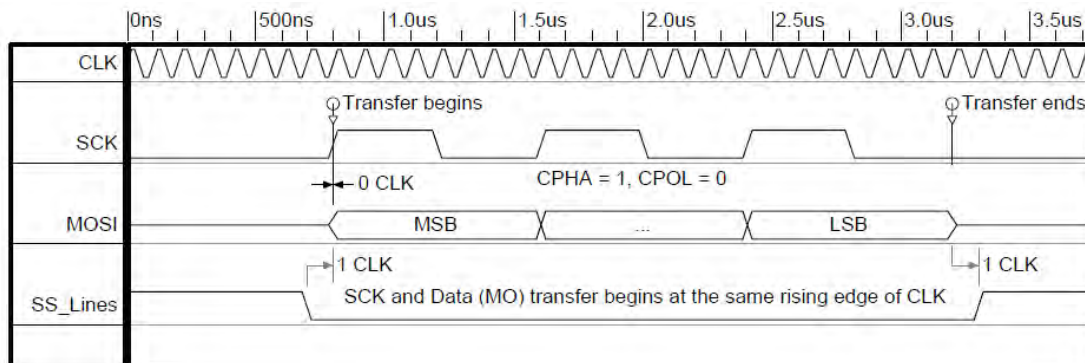 0ns 500ns 1.0us 1.5us 2.0us 2.5us 3.0us 3.5us
CLK
Transfer begins Transfer ends
SCK
0 CLK CPHA = 1, CPOL = 0
MOSI MSB ... LSB
1 CLK 1 CLK
SS_Lines SCK and Data (MO) transfer begins at the same rising edge of CLK